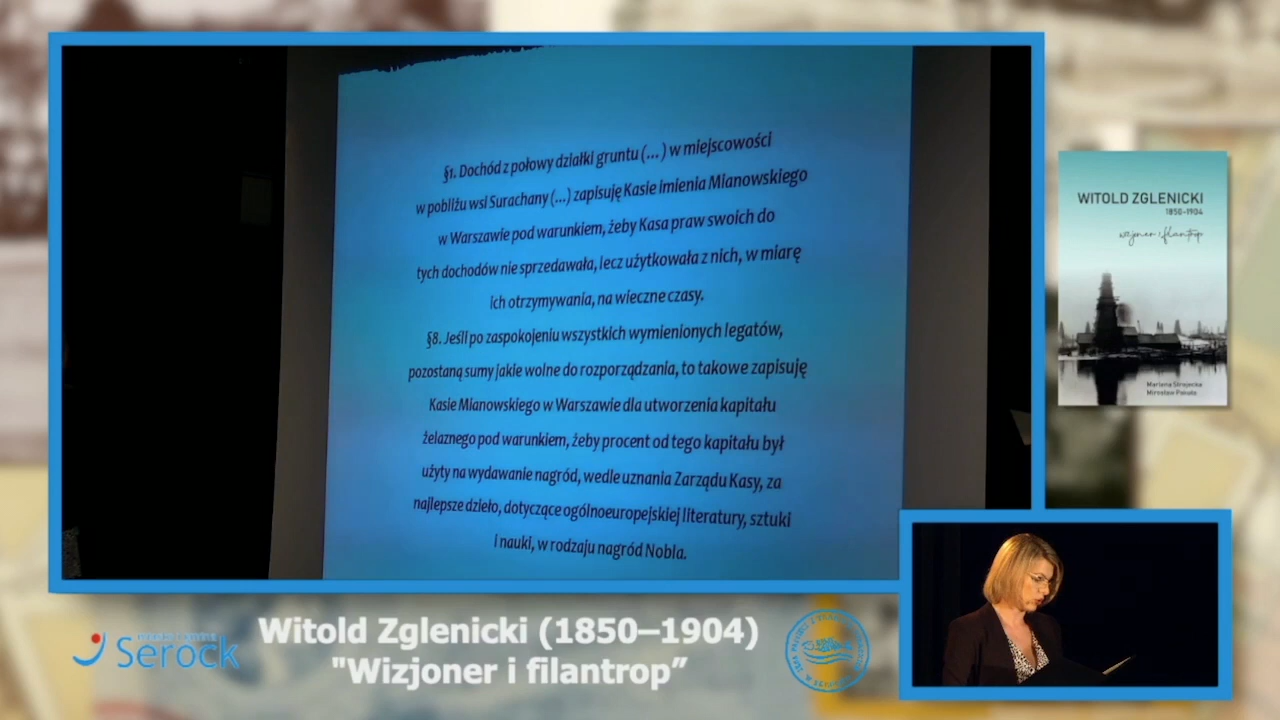 §1. Dochód z połowy działki gruntu (...) w miejscowości
w pobliżu wsi Surachany (...) zapisuję Kasie imienia Mianowskiego
w Warszawie pod warunkiem, żeby Kasa praw swoich do
tych dochodów nie sprzedawała, lecz użytkowała z nich, w miarę
ich otrzymywania, na wieczne czasy.
§8. Jeśli po zaspokojeniu wszystkich wymienionych legatów,
pozostaną sumy jakie wolne do rozporządzania, to takowe zapisuję
Kasie Mianowskiego w Warszawie dla utworzenia kapitału
żelaznego pod warunkiem, żeby procent od tego kapitału był
użyty na wydawanie nagród, wedle uznania Zarządu Kasy, za
najlepsze dzieło, dotyczące ogólnoeuropejskiej literatury, sztuki
i nauki, w rodzaju nagród Nobla.
WITOLD ZGLENICKI
1850–1904
wizjoner i filantrop
Serock
Witold Zglenicki (1850–1904)
"Wizjoner i filantrop”